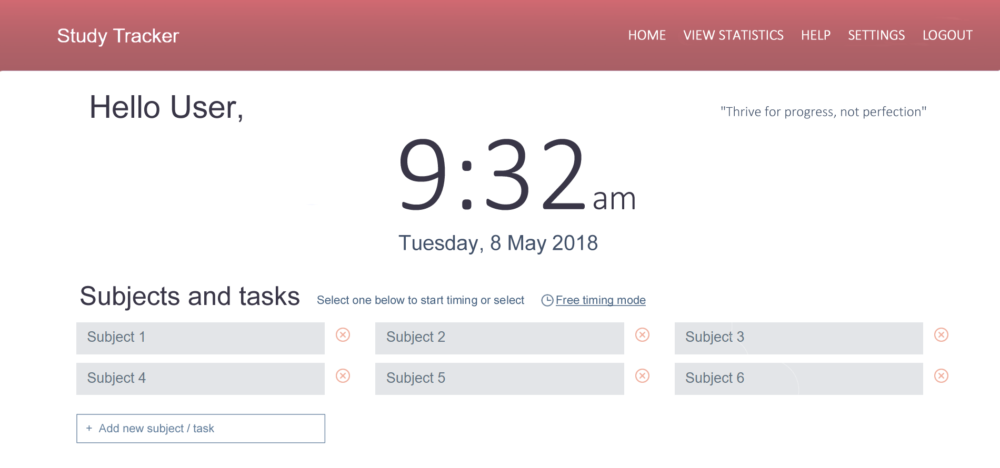 Study Tracker
HOME VIEW STATISTICS HELP SETTINGS LOGOUT
Hello User,
"Thrive for progress, not perfection"
9:32 am
Tuesday, 8 May 2018
Subjects and tasks Select one below to start timing or select Free timing mode
Subject 1 Subject 2 Subject 3
Subject 4 Subject 5 Subject 6
+ Add new subject / task